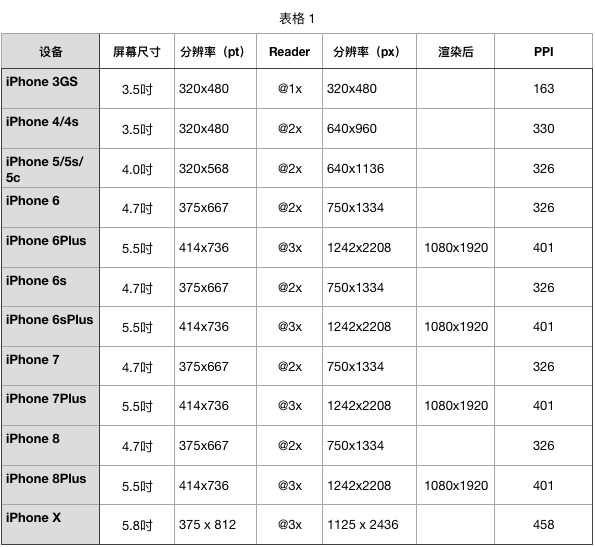 表格 1
设备 屏幕尺寸 分辨率（pt） Reader 分辨率（px） 渲染后 PPI
iPhone 3GS 3.5吋 320x480 @1x 320x480 163
iPhone 4/4s 3.5吋 320x480 @2x 640x960 330
iPhone 5/5s/
5c 4.0吋 320x568 @2x 640x1136 326
iPhone 6 4.7吋 375x667 @2x 750x1334 326
iPhone 6Plus 5.5吋 414x736 @3x 1242x2208 1080x1920 401
iPhone 6s 4.7吋 375x667 @2x 750x1334 326
iPhone 6sPlus 5.5吋 414x736 @3x 1242x2208 1080x1920 401
iPhone 7 4.7吋 375x667 @2x 750x1334 326
iPhone 7Plus 5.5吋 414x736 @3x 1242x2208 1080x1920 401
iPhone 8 4.7吋 375x667 @2x 750x1334 326
iPhone 8Plus 5.5吋 414x736 @3x 1242x2208 1080x1920 401
iPhone X 5.8吋 375 x 812 @3x 1125 x 2436 458